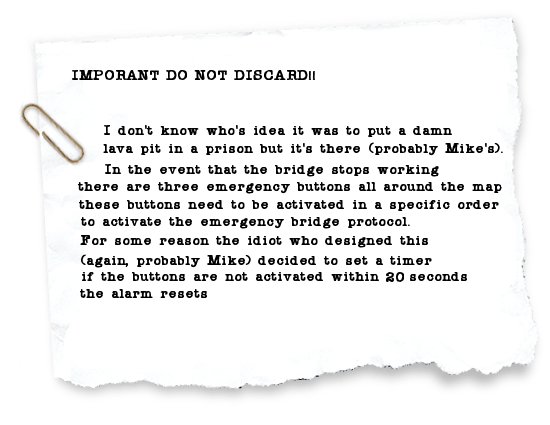 IMPORANT DO NOT DISCARD!!
I don't know who's idea it was to put a damn
lava pit in a prison but it's there (probably Mike's).
In the event that the bridge stops working
there are three emergency buttons all around the map
these buttons need to be activated in a specific order
to activate the emergency bridge protocol.
For some reason the idiot who designed this
(again, probably Mike) decided to set a timer
if the buttons are not activated within 20 seconds
the alarm resets